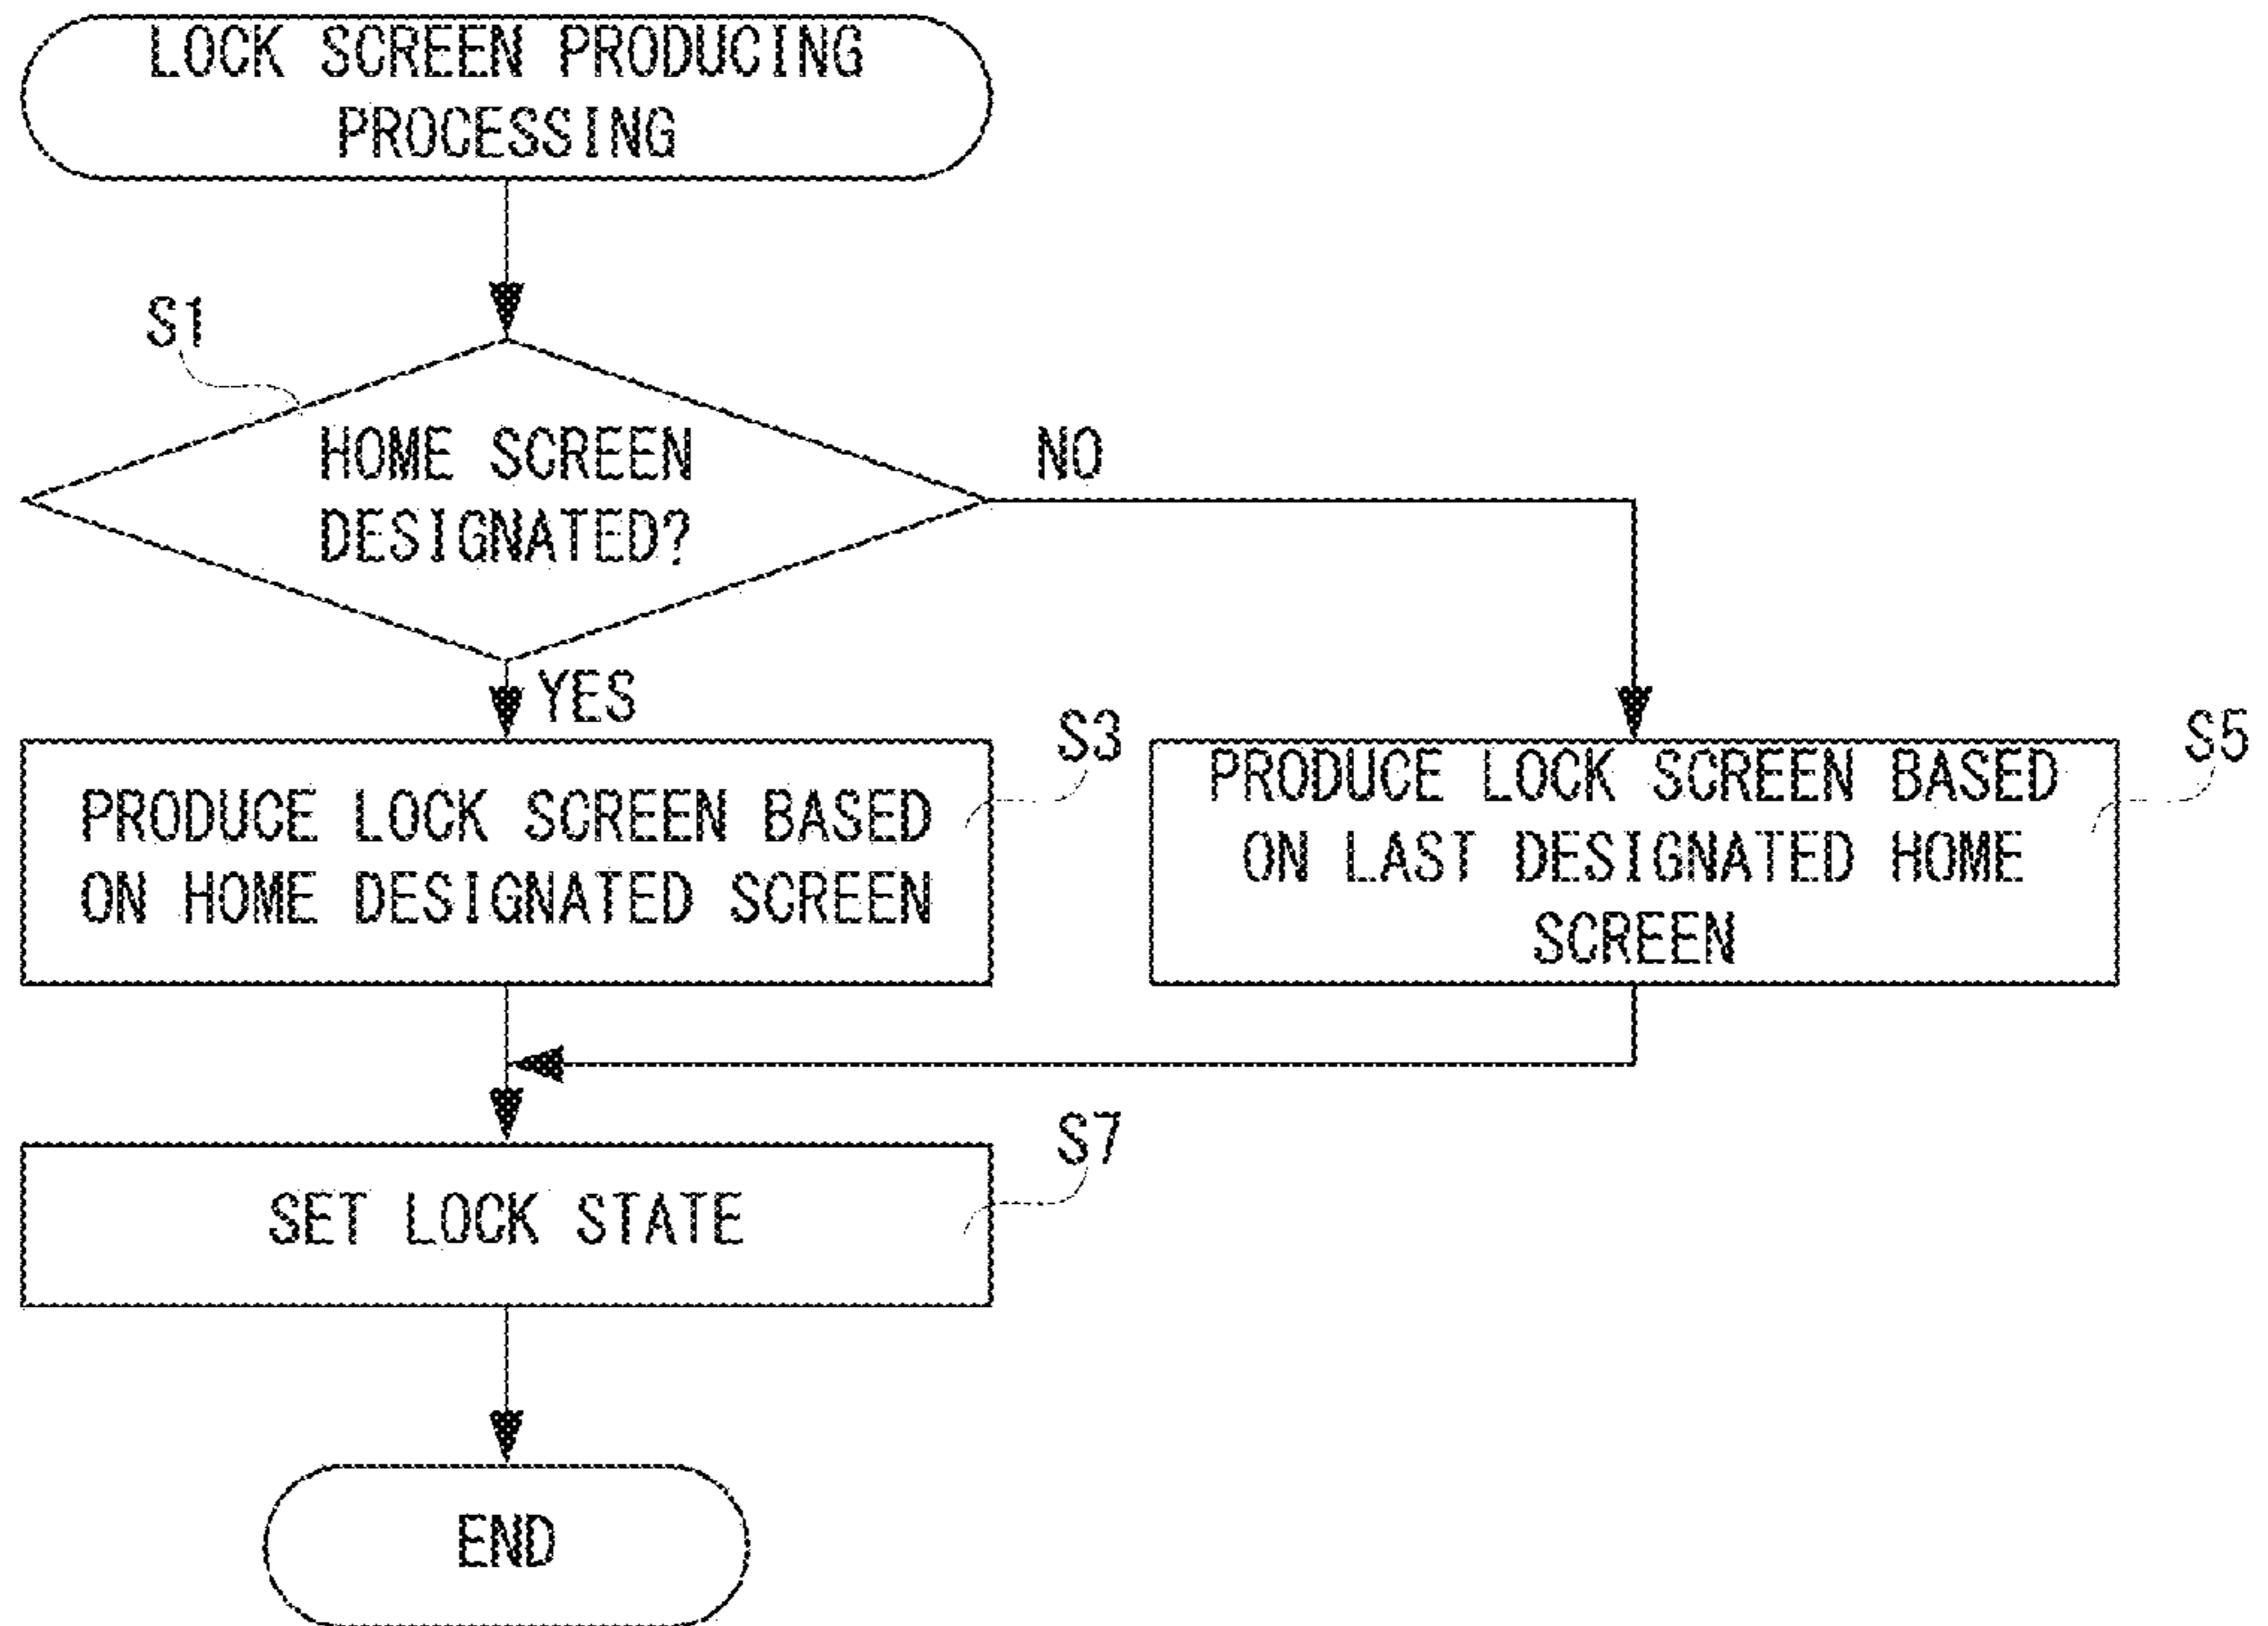 LOCK SCREEN PRODUCING
PROCESSING
S1
HOME SCREEN
DESIGNATED?
NO
YES
S3
PRODUCE LOCK SCREEN BASED
ON HOME DESIGNATED SCREEN
S5
PRODUCE LOCK SCREEN BASED
ON LAST DESIGNATED HOME
SCREEN
S7
SET LOCK STATE
END